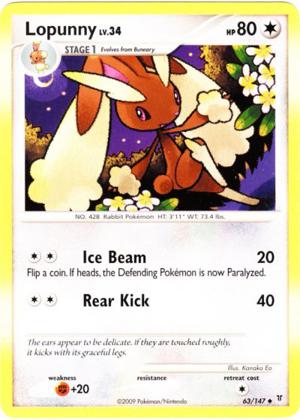 Lopunny LV.34
HP 80
STAGE 1 Evolves from Buneary
NO. 428 Rabbit Pokémon HT: 3'11" WT: 73.4 lbs.
Ice Beam 20
Flip a coin. If heads, the Defending Pokémon is now Paralyzed.
Rear Kick 40
The ears appear to be delicate. If they are touched roughly,
it kicks with its graceful legs.
Illus. Kanako Eo
weakness resistance retreat cost
+20
63/147
©2009 Pokémon/Nintendo